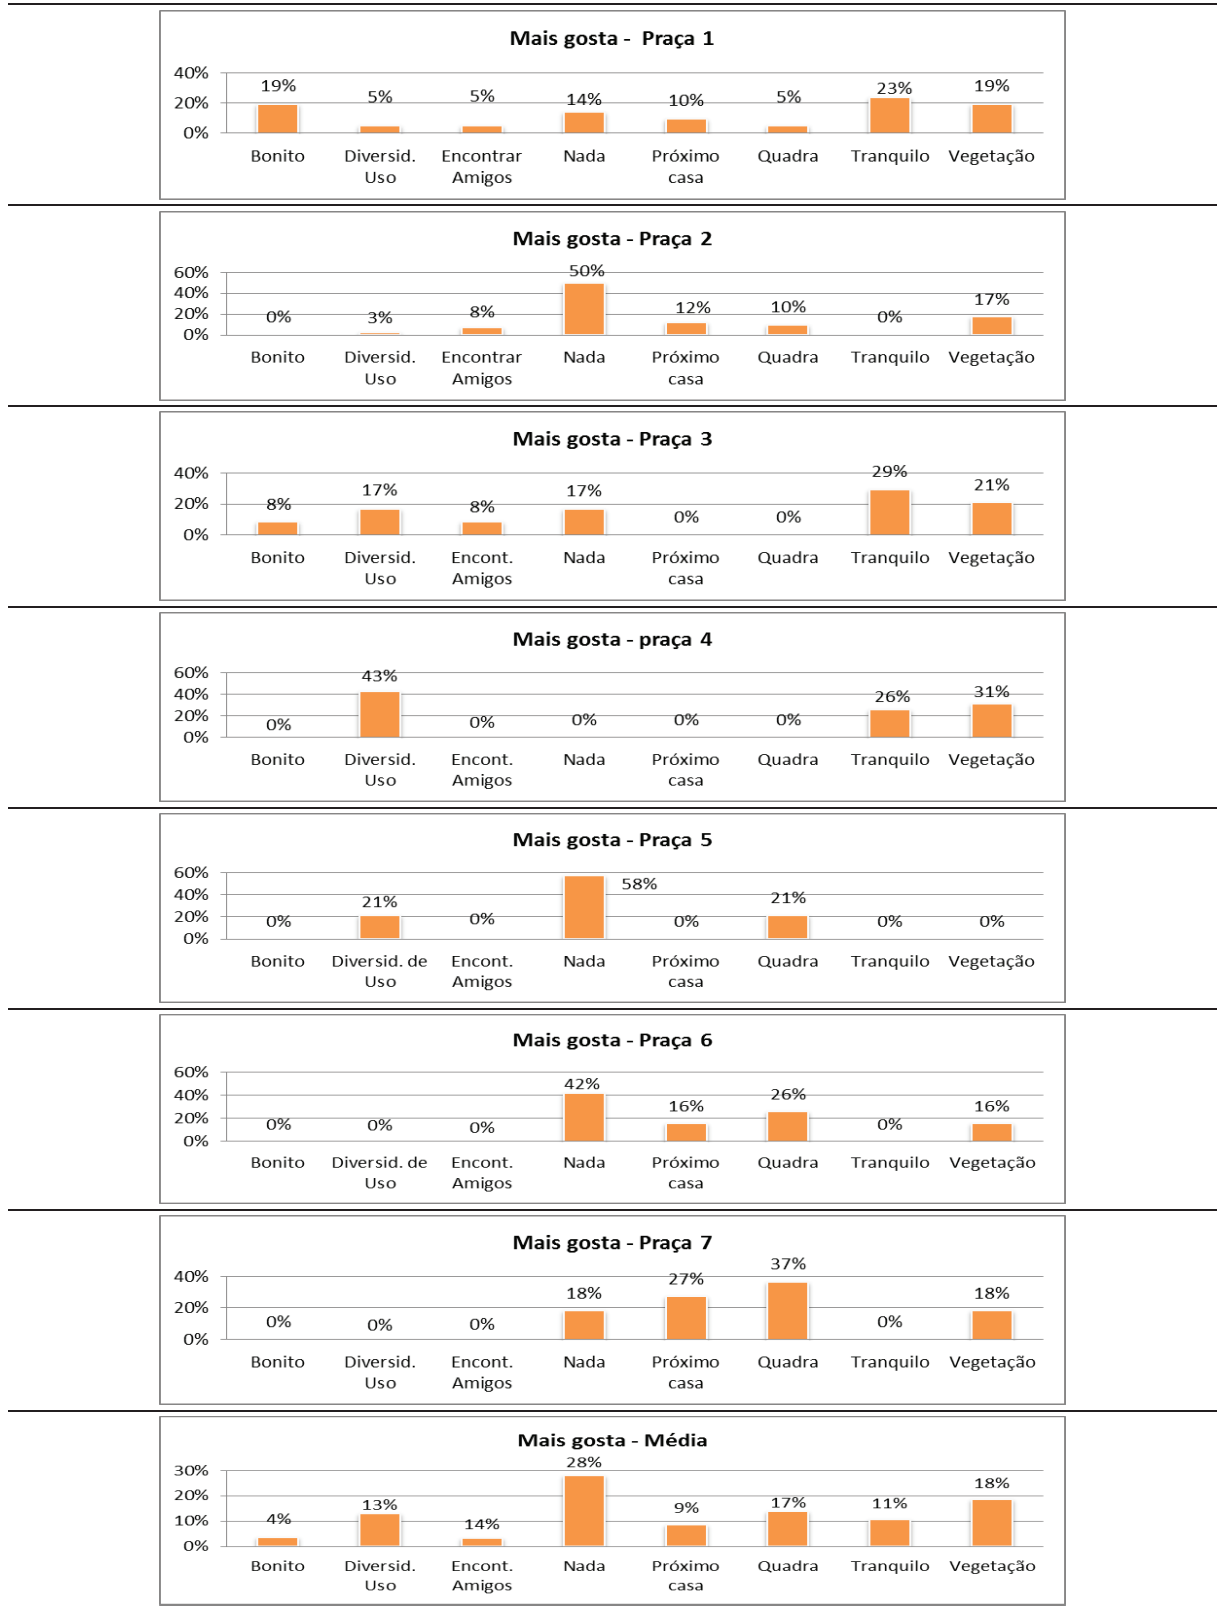 Mais gosta -  Praça 1
40%
20%
0%
19% 5% 5% 14% 10% 5% 23% 19%
Bonito Diversid. Encontrar Nada Próximo Quadra Tranquilo Vegetação
Uso Amigos casa
Mais gosta - Praça 2
60%
40%
20%
0%
0% 3% 8% 50% 12% 10% 0% 17%
Bonito Diversid. Encontrar Nada Próximo Quadra Tranquilo Vegetação
Uso Amigos casa
Mais gosta - Praça 3
40%
20%
0%
8% 17% 8% 17% 0% 0% 29% 21%
Bonito Diversid. Encont. Nada Próximo Quadra Tranquilo Vegetação
Uso Amigos casa
Mais gosta - praça 4
60%
40%
20%
0%
0% 43% 0% 0% 0% 0% 26% 31%
Bonito Diversid. Encont. Nada Próximo Quadra Tranquilo Vegetação
Uso Amigos casa
Mais gosta - Praça 5
60%
40%
20%
0%
0% 21% 0% 58% 0% 21% 0% 0%
Bonito Diversid. de Encont. Nada Próximo Quadra Tranquilo Vegetação
Uso Amigos casa
Mais gosta - Praça 6
60%
40%
20%
0%
0% 0% 0% 42% 16% 26% 0% 16%
Bonito Diversid. de Encont. Nada Próximo Quadra Tranquilo Vegetação
Uso Amigos casa
Mais gosta - Praça 7
40%
20%
0%
0% 0% 0% 18% 27% 37% 0% 18%
Bonito Diversid. Encont. Nada Próximo Quadra Tranquilo Vegetação
Uso Amigos casa
Mais gosta - Média
30%
20%
10%
0%
4% 13% 14% 28% 9% 17% 11% 18%
Bonito Diversid. Encont. Nada Próximo Quadra Tranquilo Vegetação
Uso Amigos casa